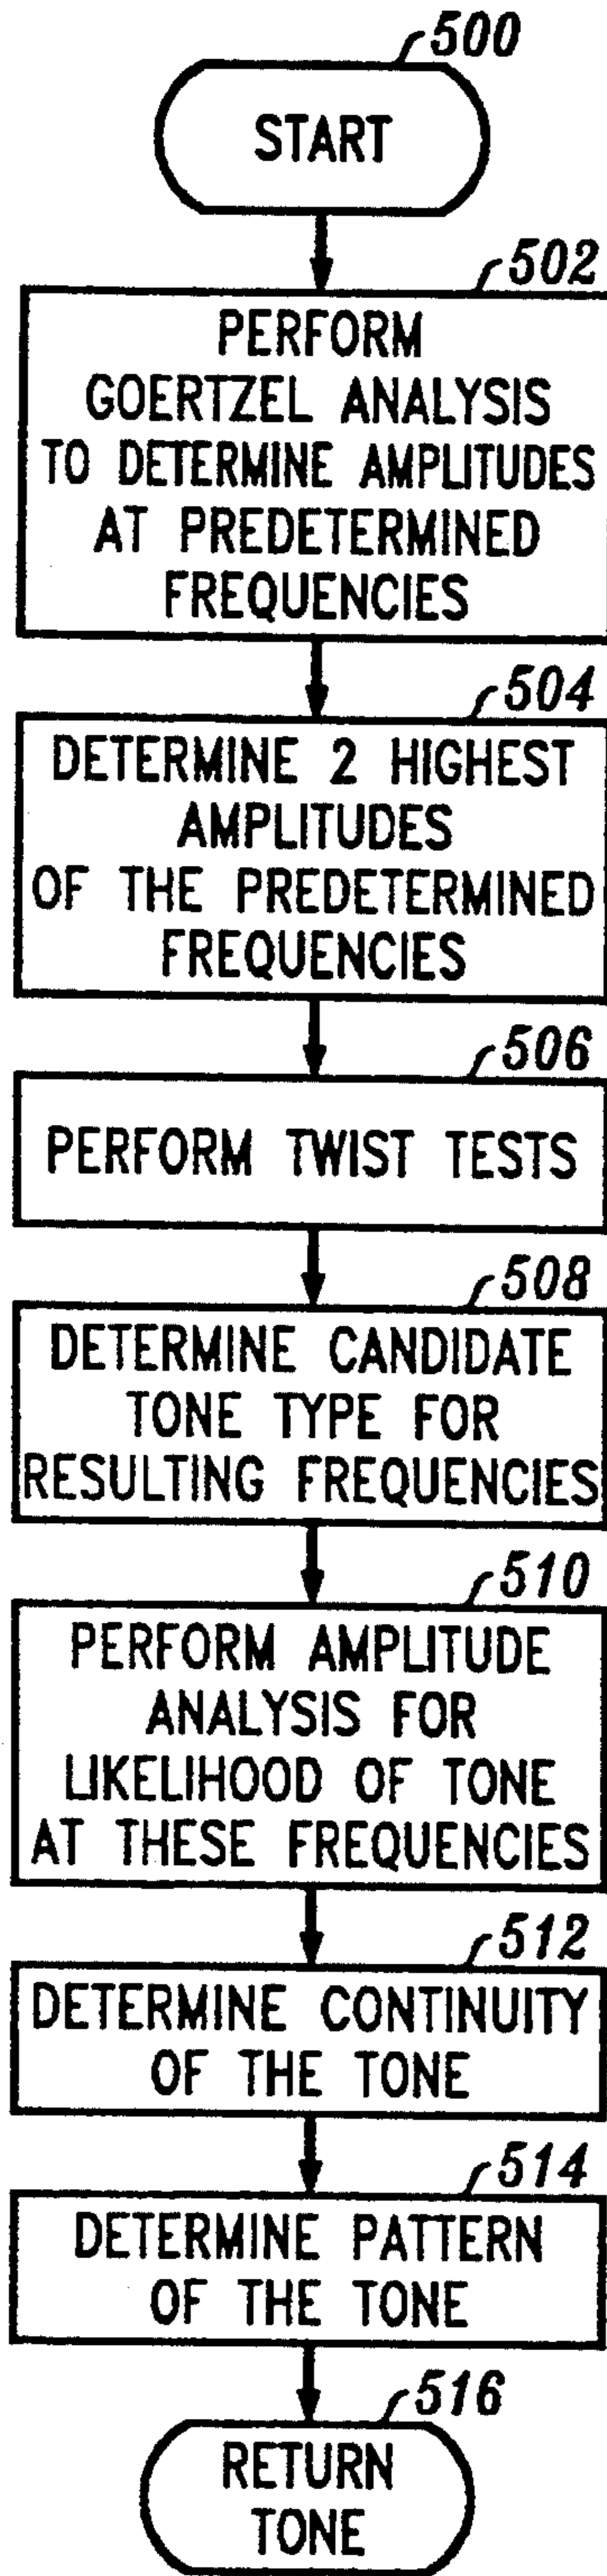 500
START
502
PERFORM
GOERTZEL ANALYSIS
TO DETERMINE AMPLITUDES
AT PREDETERMINED
FREQUENCIES
504
DETERMINE 2 HIGHEST
AMPLITUDES
OF THE PREDETERMINED
FREQUENCIES
506
PERFORM TWIST TESTS
508
DETERMINE CANDIDATE
TONE TYPE FOR
RESULTING FREQUENCIES
510
PERFORM AMPLITUDE
ANALYSIS FOR
LIKELIHOOD OF TONE
AT THESE FREQUENCIES
512
DETERMINE CONTINUITY
OF THE TONE
514
DETERMINE PATTERN
OF THE TONE
516
RETURN
TONE